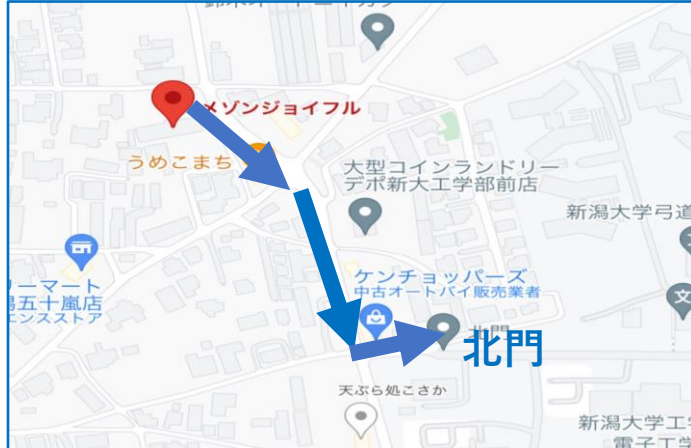 メゾンジョイフル
うめこまち
大型コインランドリー
デポ新大工学部前店
新潟大学弓道
リーマート
潟五十嵐店
エンスストア
ケンチョッパーズ
中古オートバイ販売業者
北門
北門
天ぷら処こさか
新潟大学工
電子工学